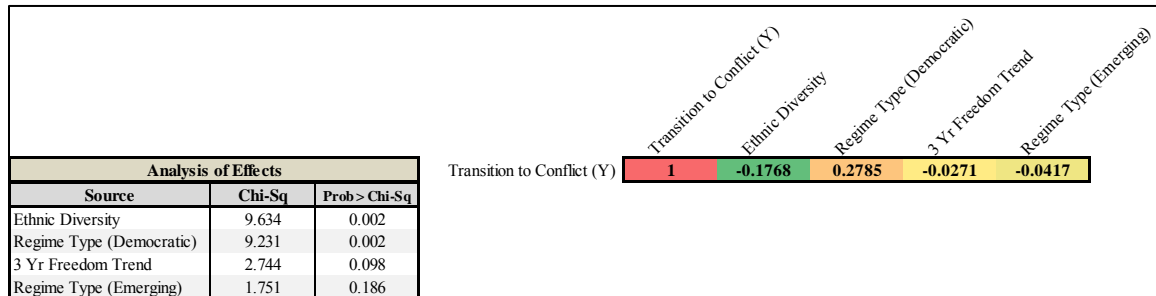 Transition to Conflict (Y)
Ethnic Diversity
Regime Type (Democratic)
3 Yr Freedom Trend
Regime Type (Emerging)
Transition to Conflict (Y) 1 -0.1768 0.2785 -0.0271 -0.0417
Analysis of Effects
Source Chi-Sq Prob > Chi-Sq
Ethnic Diversity 9.634 0.002
Regime Type (Democratic) 9.231 0.002
3 Yr Freedom Trend 2.744 0.098
Regime Type (Emerging) 1.751 0.186